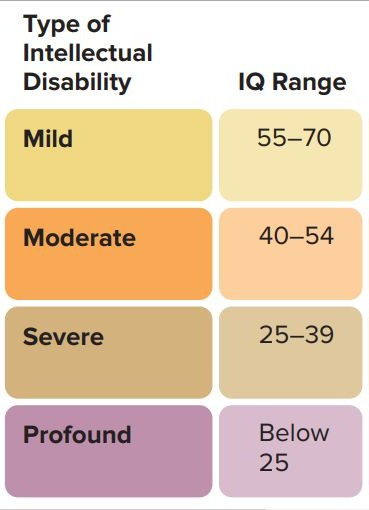 Type of
Intellectual
Disability
IQ Range
Mild
55–70
Moderate
40–54
Severe
25–39
Profound
Below
25